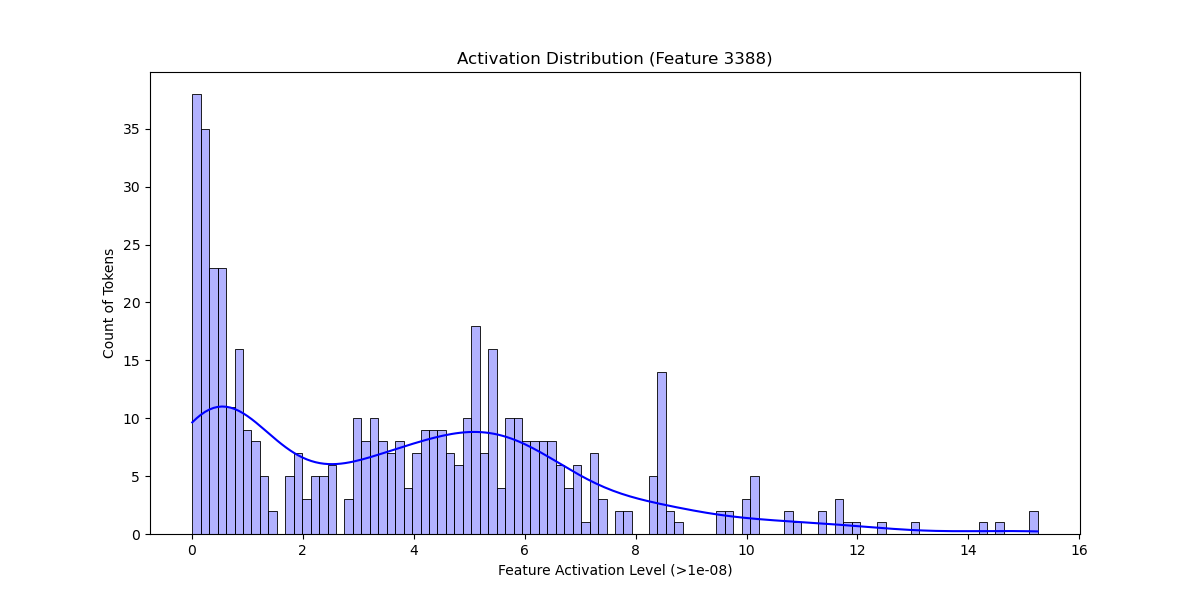 Activation Distribution (Feature 3388)
Count of Tokens
35
30
25
20
15
10
5
0
0 2 4 6 8 10 12 14 16
Feature Activation Level (>1e-08)